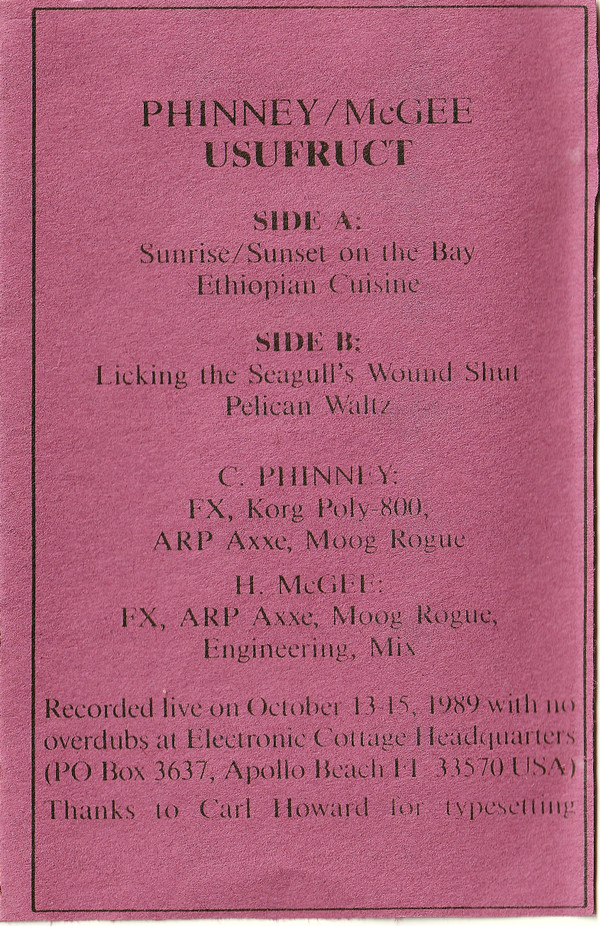 PHINNEY/McGEE
USUFRUCT
SIDE A:
Sunrise/Sunset on the Bay
Ethiopian Cuisine
SIDE B:
Licking the Seagull's Wound Shut
Pelican Waltz
C. PHINNEY:
FX, Korg Poly-800,
ARP Axxe, Moog Rogue
H. McGEE:
FX, ARP Axxe, Moog Rogue,
Engineering, Mix
Recorded live on October 13-15, 1989 with no
overdubs at Electronic Cottage Headquarters
(PO Box 3637, Apollo Beach FL 33570 USA)
Thanks to Carl Howard for typesetting